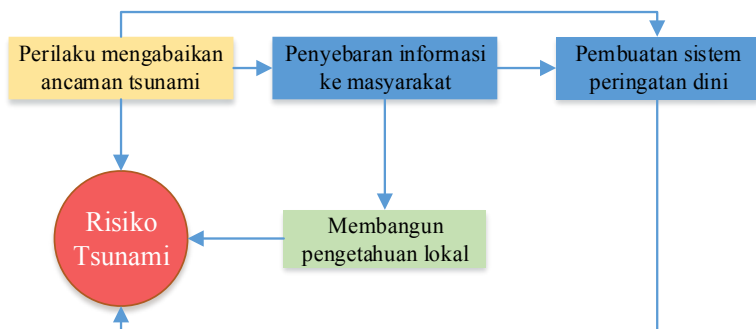 Perilaku mengabaikan
ancaman tsunami
Penyebaran informasi
ke masyarakat
Pembuatan sistem
peringatan dini
Risiko
Tsunami
Membangun
pengetahuan lokal